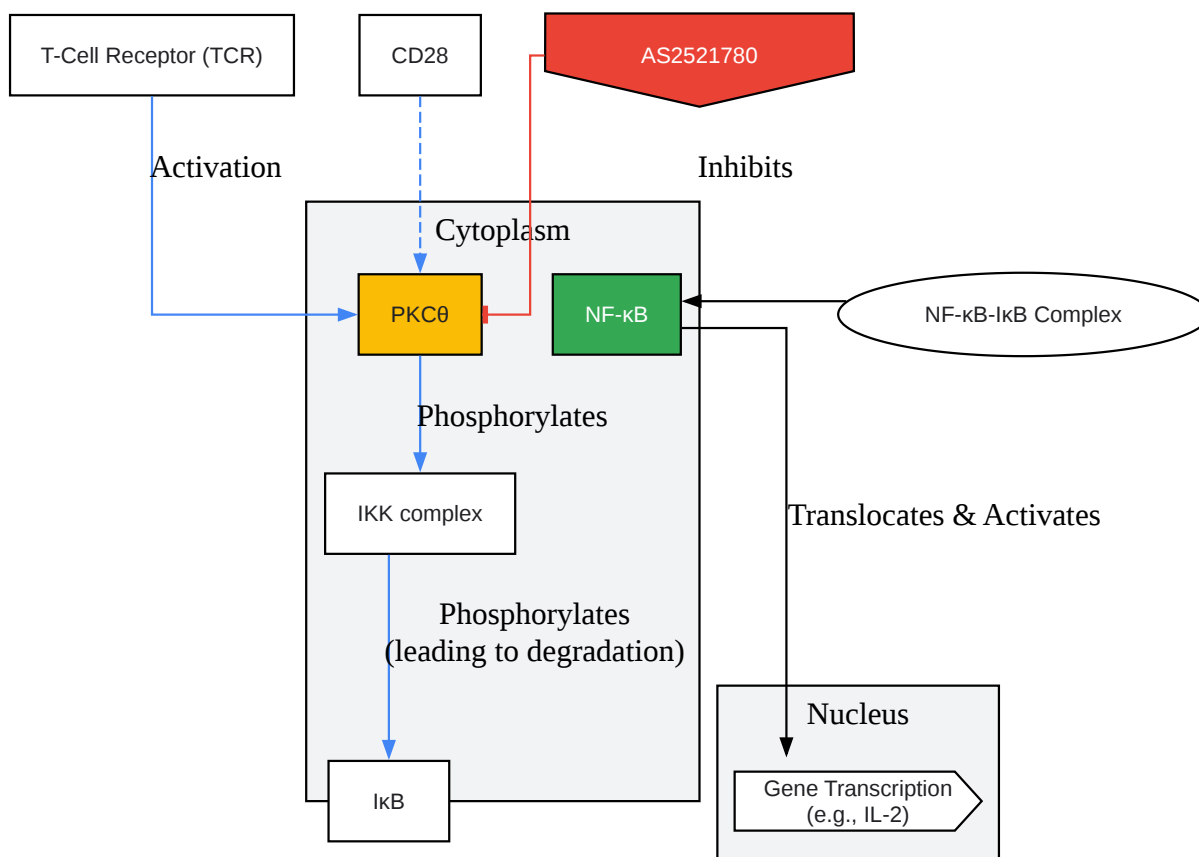 T-Cell Receptor (TCR)
CD28
AS2521780
Activation
Inhibits
Cytoplasm
PKCθ
NF-κB
NF-κB-IκB Complex
Phosphorylates
IKK complex
Translocates & Activates
Phosphorylates
(leading to degradation)
Nucleus
Gene Transcription
(e.g., IL-2)
IκB